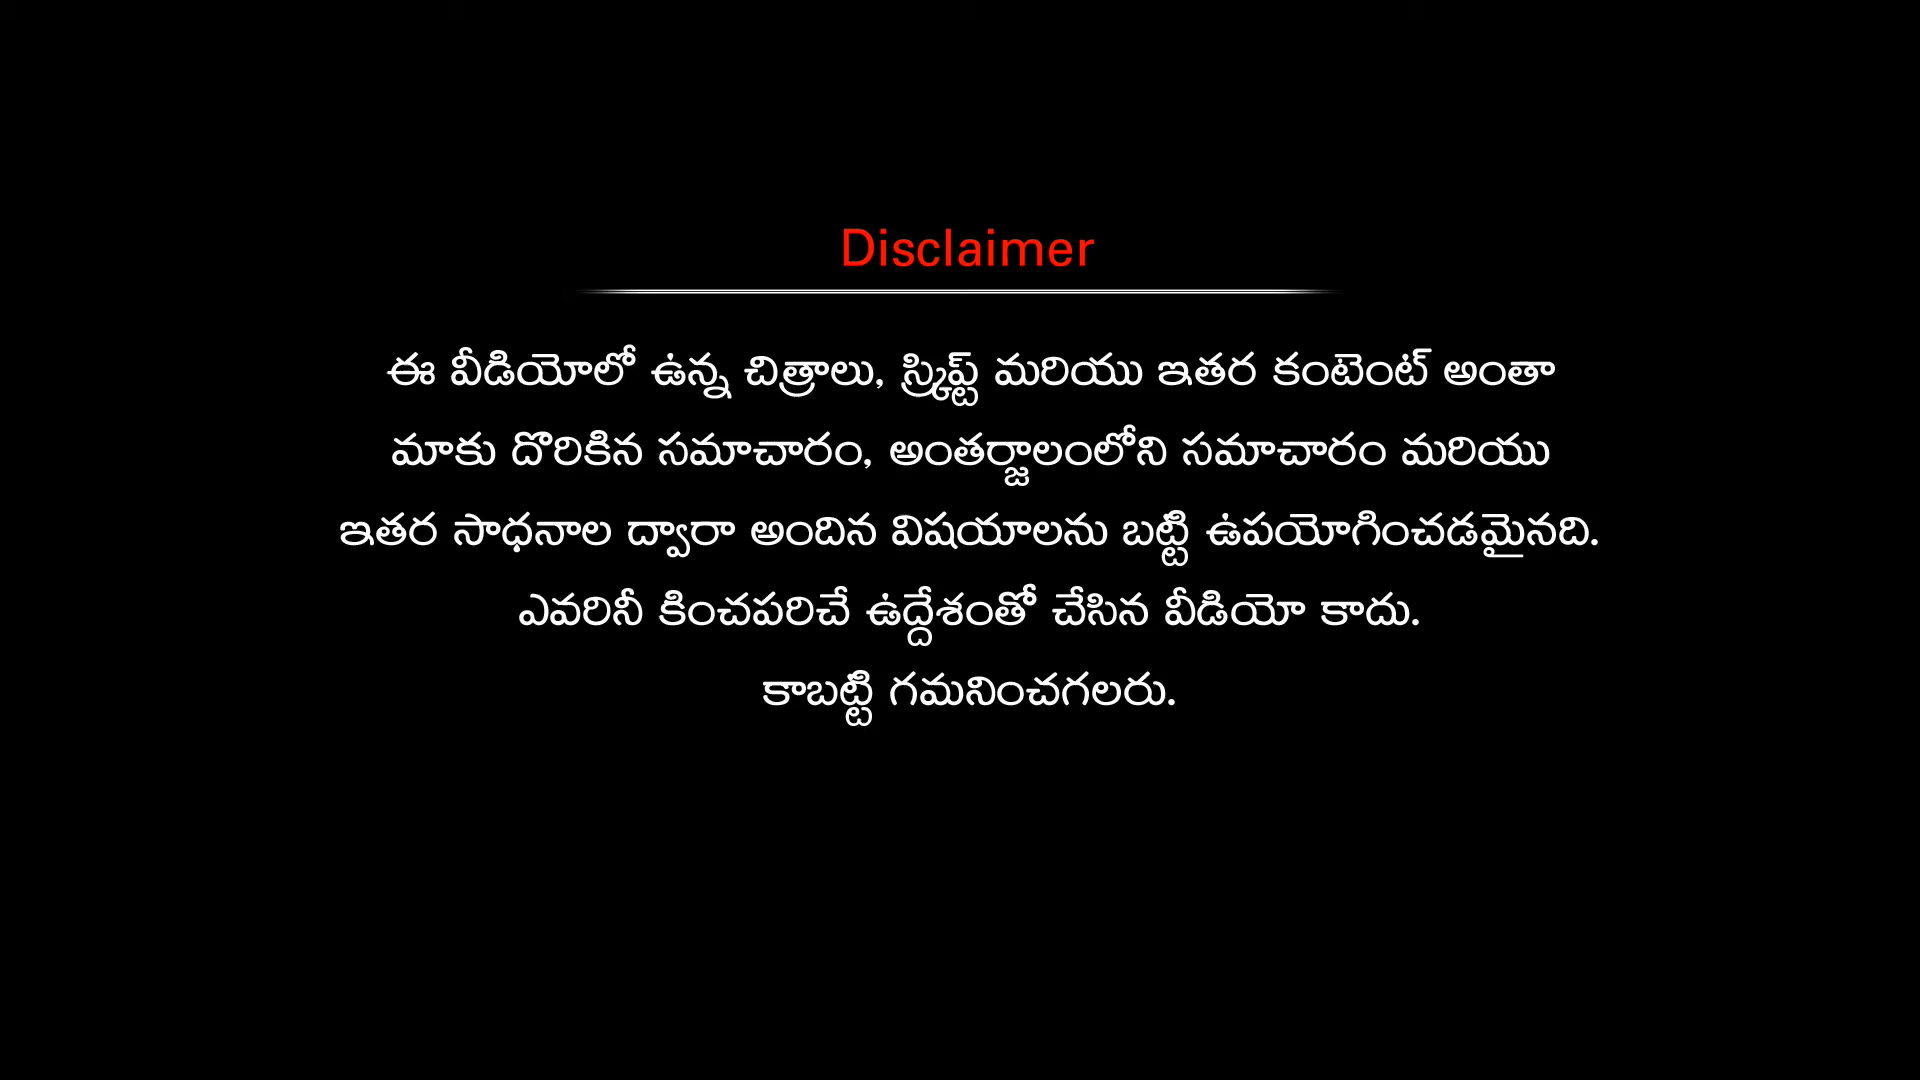 Disclaimer
ఈ వీడియోలో ఉన్న చిత్రాలు, స్క్రిప్ట్ మరియు ఇతర కంటెంట్ అంతా
మాకు దొరికిన సమాచారం, అంతర్జాలంలోని సమాచారం మరియు
ఇతర సాధనాల ద్వారా అందిన విషయాలను బట్టి ఉపయోగించడమైనది.
ఎవరినీ కించపరిచే ఉద్దేశంతో చేసిన వీడియో కాదు.
కాబట్టి గమనించగలరు.